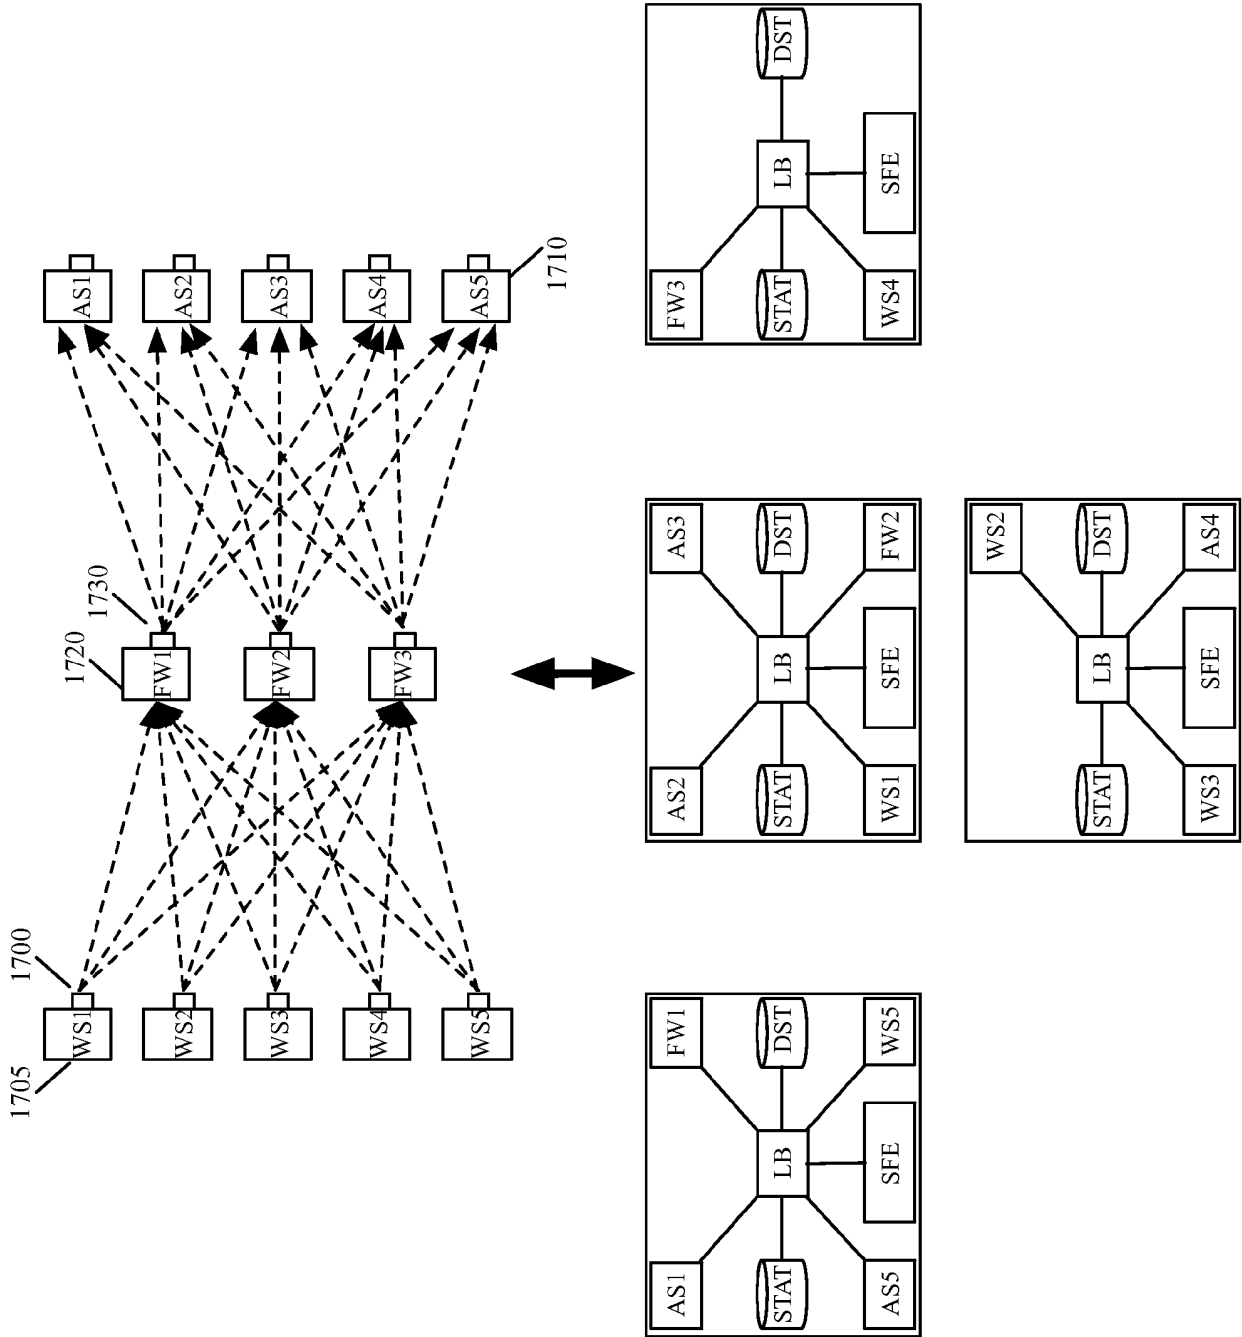 1705
1700
1720
1730
WS1
WS2
WS3
WS4
WS5
FW1
FW2
FW3
AS1
AS2
AS3
AS4
AS5
1710
AS1 FW1
STAT LB DST
AS5 SFE WS5
AS2 AS3
STAT LB DST
WS1 SFE FW2
FW3
STAT LB DST
WS4 SFE
WS2
STAT LB DST
WS3 SFE AS4